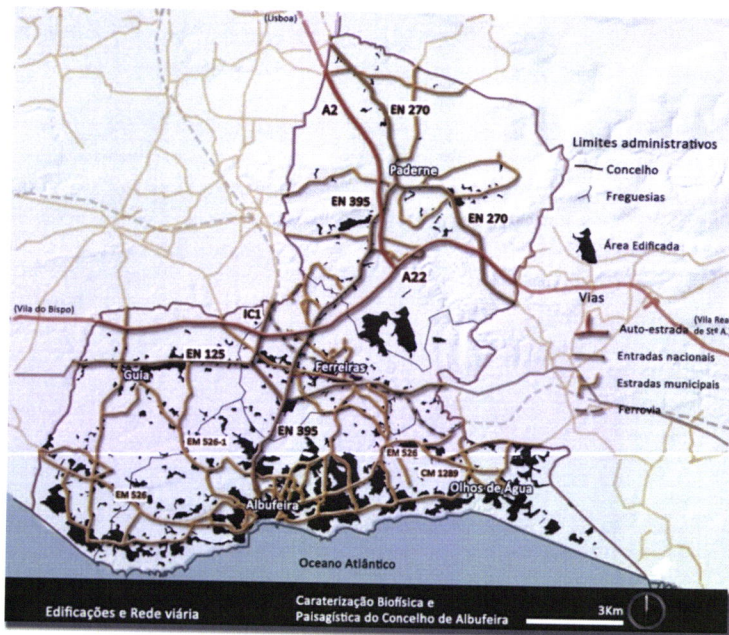 (Lisboa)
A2
EN 270
Paderne
EN 395
EN 270
A22
(Vila do Bispo)
IC1
EN 125
Guia
Ferreiras
EN 395
EM 526-1
EM 526
EM 526
CM 1289
Albufeira
Olhos de Água
Oceano Atlântico
Limites administrativos
Concelho
Freguesias
Área Edificada
Vias
Auto-estrada
(Vila Rea
de Stº A.
Entradas nacionais
Estradas municipais
Ferrovia
Edificações e Rede viária
Caraterização Biofísica e
Paisagística do Concelho de Albufeira
3Km